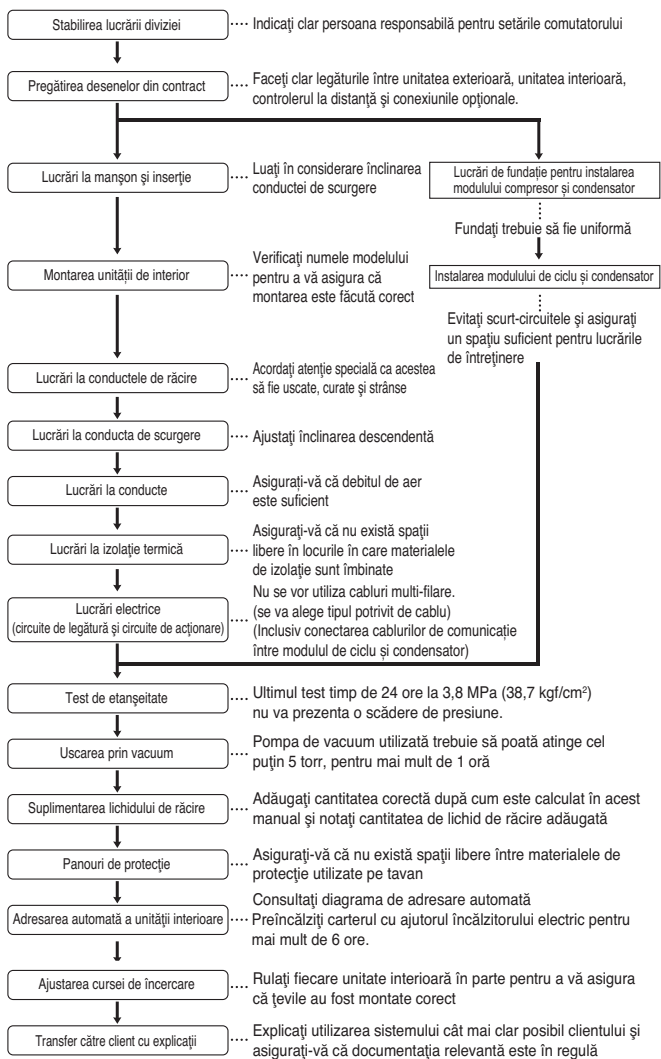 Stabilirea lucrării diviziei
Indicaţi clar persoana responsabilă pentru setările comutatorului
Pregătirea desenelor din contract
Faceţi clar legăturile între unitatea exterioară, unitatea interioară,
controlerul la distanţă şi conexiunile opţionale.
Lucrări la manşon şi inserţie
Luaţi în considerare înclinarea
conductei de scurgere
Lucrări de fundație pentru instalarea
modulului compresor și condensator
Fundaţi trebuie să fie uniformă
Montarea unităţii de interior
Verificaţi numele modelului
pentru a vă asigura că
montarea este făcută corect
Instalarea modulului de ciclu și condensator
Evitaţi scurt-circuitele şi asiguraţi
un spaţiu suficient pentru lucrările
de întreţinere
Lucrări la conductele de răcire
Acordaţi atenţie specială ca acestea
să fie uscate, curate şi strânse
Lucrări la conducta de scurgere
Ajustaţi înclinarea descendentă
Lucrări la conducte
Asiguraţi-vă că debitul de aer
este suficient
Lucrări la izolaţie termică
Asiguraţi-vă că nu există spaţii
libere în locurile în care materialele
de izolaţie sunt îmbinate
Lucrări electrice
(circuite de legătură şi circuite de acţionare)
Nu se vor utiliza cabluri multi-filare.
(se va alege tipul potrivit de cablu)
(Inclusiv conectarea cablurilor de comunicație
între modulul de ciclu și condensator)
Test de etanşeitate
Ultimul test timp de 24 ore la 3,8 MPa (38,7 kgf/cm²)
nu va prezenta o scădere de presiune.
Uscarea prin vacuum
Pompa de vacuum utilizată trebuie să poată atinge cel
puţin 5 torr, pentru mai mult de 1 oră
Suplimentarea lichidului de răcire
Adăugaţi cantitatea corectă după cum este calculat în acest
manual şi notaţi cantitatea de lichid de răcire adăugată
Panouri de protecţie
Asiguraţi-vă că nu există spaţii libere între materialele de
protecţie utilizate pe tavan
Adresarea automată a unităţii interioare
Consultaţi diagrama de adresare automată
Preîncălziţi carterul cu ajutorul încălzitorului electric pentru
mai mult de 6 ore.
Ajustarea cursei de încercare
Rulaţi fiecare unitate interioară în parte pentru a vă asigura
că ţevile au fost montate corect
Transfer către client cu explicaţii
Explicaţi utilizarea sistemului cât mai clar posibil clientului şi
asiguraţi-vă că documentaţia relevantă este în regulă